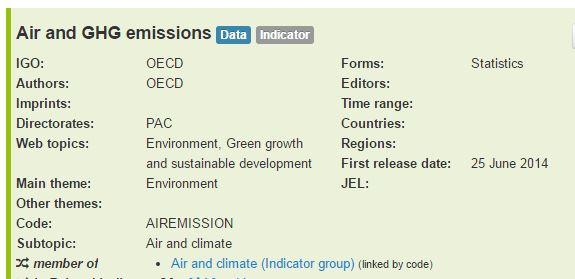 Air and GHG emissions Data Indicator
IGO: OECD Forms: Statistics
Authors: OECD Editors:
Imprints: Time range:
Directorates: PAC Countries:
Web topics: Environment, Green growth Regions:
and sustainable development First release date: 25 June 2014
Main theme: Environment JEL:
Other themes:
Code: AIREMISSION
Subtopic: Air and climate
member of • Air and climate (Indicator group) (linked by code)